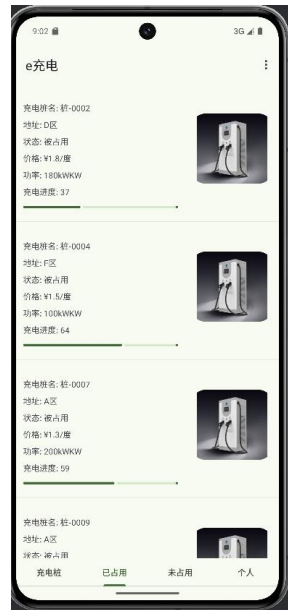 9:02
3G
e充电
充电桩名: 桩-0002
地址: D区
状态: 被占用
价格: ¥1.8/度
功率: 180kWKW
充电进度: 37
充电桩名: 桩-0004
地址: F区
状态: 被占用
价格: ¥1.5/度
功率: 100kWKW
充电进度: 64
充电桩名: 桩-0007
地址: A区
状态: 被占用
价格: ¥1.3/度
功率: 200kWKW
充电进度: 59
充电桩名: 桩-0009
地址: A区
状态: 被占用
充电桩 已占用 未占用 个人